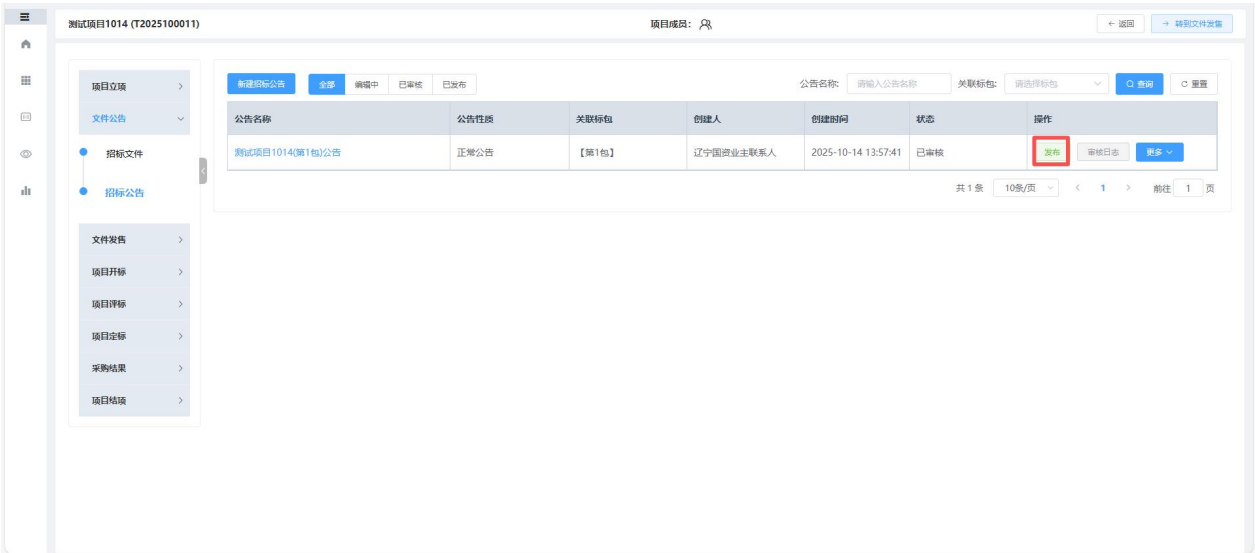 测试项目1014 (T2025100011) 项目成员: ← 返回 → 转到文件发售
项目立项
文件公告
招标文件
招标公告
文件发售
项目开标
项目评标
项目定标
采购结果
项目结项
新建招标公告 全部 编辑中 已审核 已发布 公告名称: 请输入公告名称 关联标包: 请选择标包 查询 重置
公告名称 公告性质 关联标包 创建人 创建时间 状态 操作
测试项目1014(第1包)公告 正常公告 【第1包】 辽宁国资业主联系人 2025-10-14 13:57:41 已审核 发布 审核日志 更多
共 1 条 10条/页 < 1 > 前往 1 页